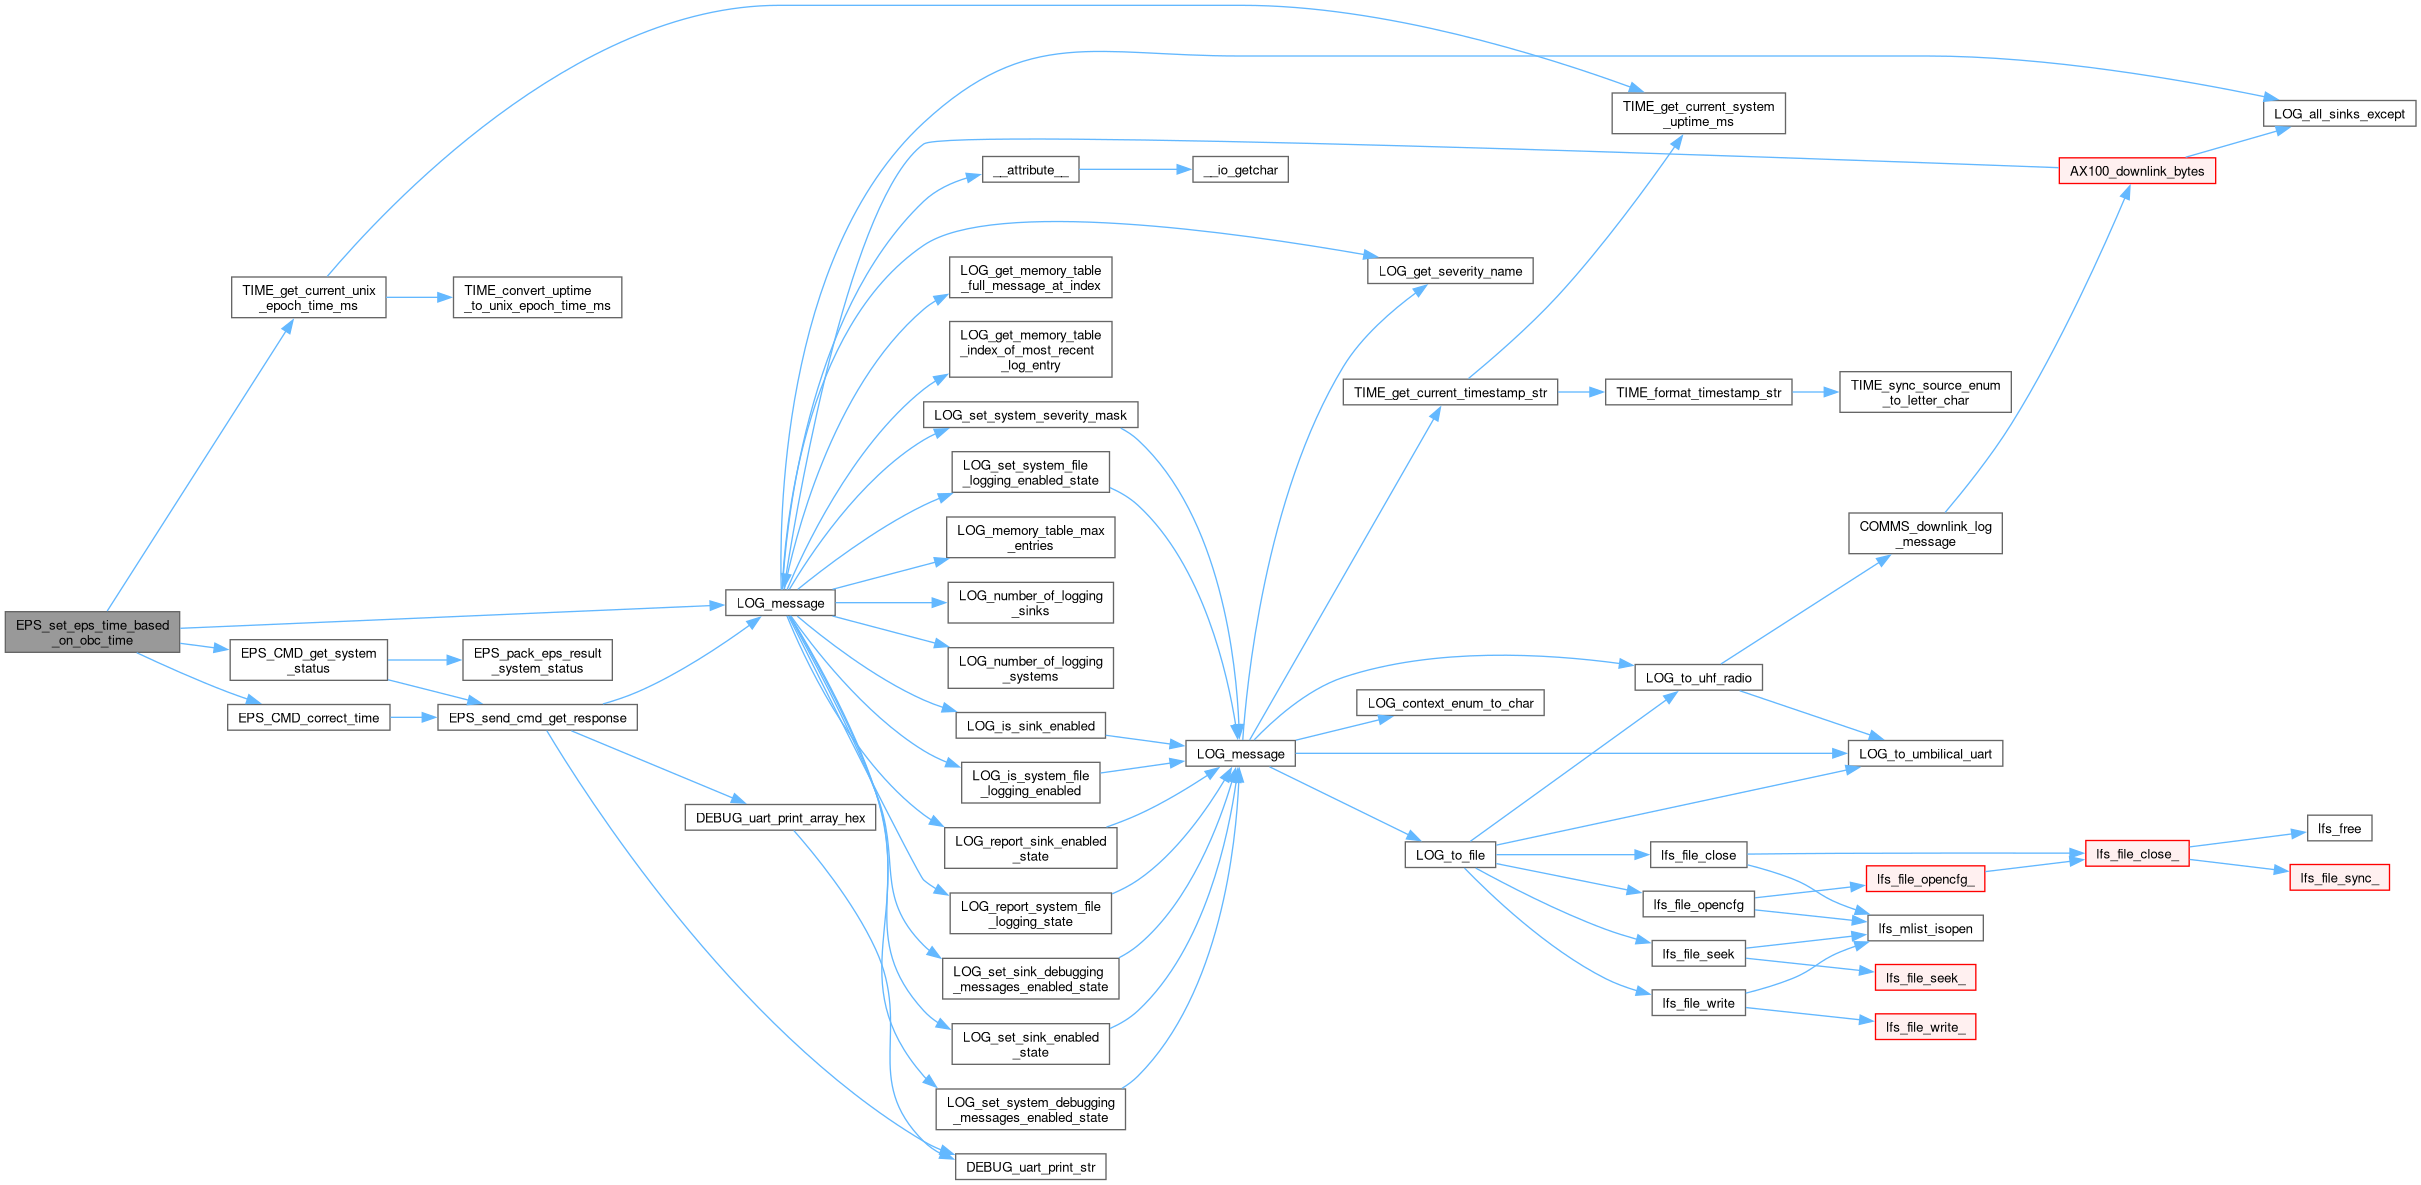 EPS_set_eps_time_based
_on_obc_time
TIME_get_current_unix
_epoch_time_ms
EPS_CMD_get_system
_status
EPS_CMD_correct_time
TIME_convert_uptime
_to_unix_epoch_time_ms
EPS_pack_eps_result
_system_status
EPS_send_cmd_get_response
LOG_message
DEBUG_uart_print_array_hex
__attribute__
LOG_get_memory_table
_full_message_at_index
LOG_get_memory_table
_index_of_most_recent
_log_entry
LOG_set_system_severity_mask
LOG_set_system_file
_logging_enabled_state
LOG_memory_table_max
_entries
LOG_number_of_logging
_sinks
LOG_number_of_logging
_systems
LOG_is_sink_enabled
LOG_is_system_file
_logging_enabled
LOG_report_sink_enabled
_state
LOG_report_system_file
_logging_state
LOG_set_sink_debugging
_messages_enabled_state
LOG_set_sink_enabled
_state
LOG_set_system_debugging
_messages_enabled_state
DEBUG_uart_print_str
__io_getchar
LOG_message
LOG_get_severity_name
TIME_get_current_timestamp_str
LOG_context_enum_to_char
LOG_to_file
TIME_get_current_system
_uptime_ms
TIME_format_timestamp_str
LOG_to_uhf_radio
lfs_file_close
lfs_file_opencfg
lfs_file_seek
lfs_file_write
TIME_sync_source_enum
_to_letter_char
COMMS_downlink_log
_message
LOG_to_umbilical_uart
lfs_file_opencfg_
lfs_mlist_isopen
lfs_file_seek_
lfs_file_write_
AX100_downlink_bytes
lfs_file_close_
LOG_all_sinks_except
lfs_free
lfs_file_sync_